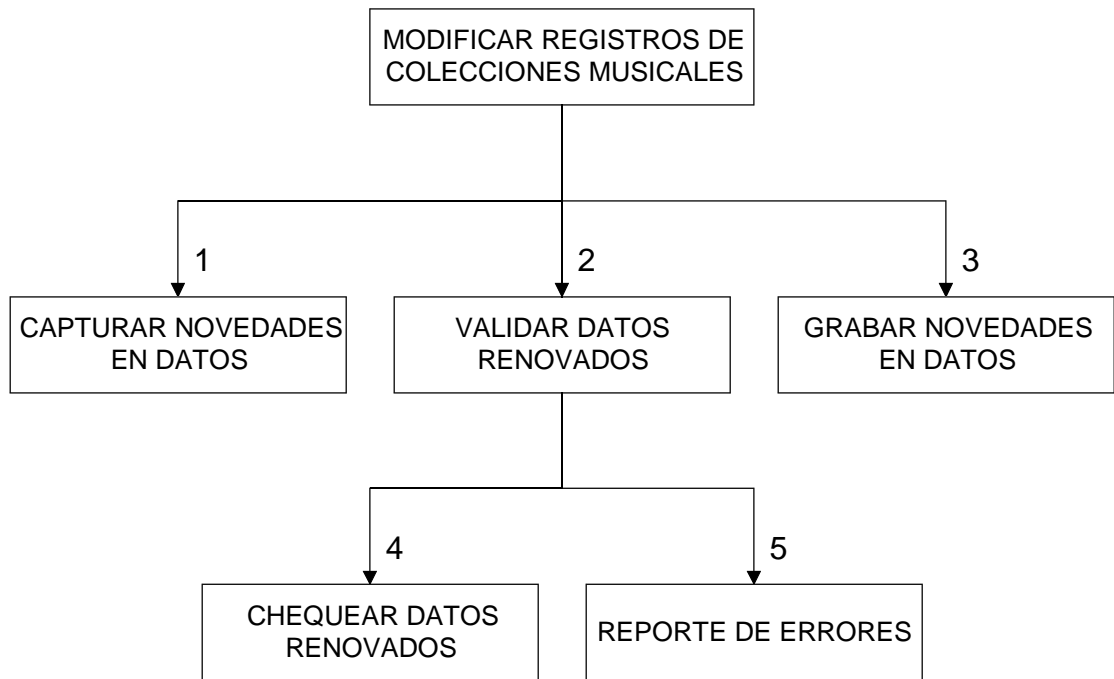 MODIFICAR REGISTROS DE
COLECCIONES MUSICALES
1
2
3
CAPTURAR NOVEDADES
EN DATOS
VALIDAR DATOS
RENOVADOS
GRABAR NOVEDADES
EN DATOS
4
5
CHEQUEAR DATOS
RENOVADOS
REPORTE DE ERRORES